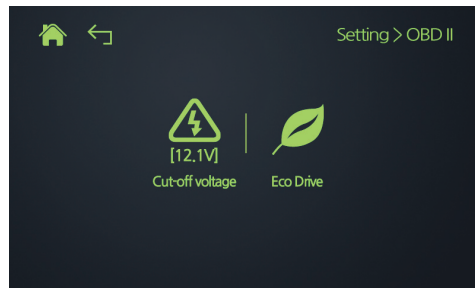 Setting > OBD II
[12.1V]
Cut-off voltage
Eco Drive